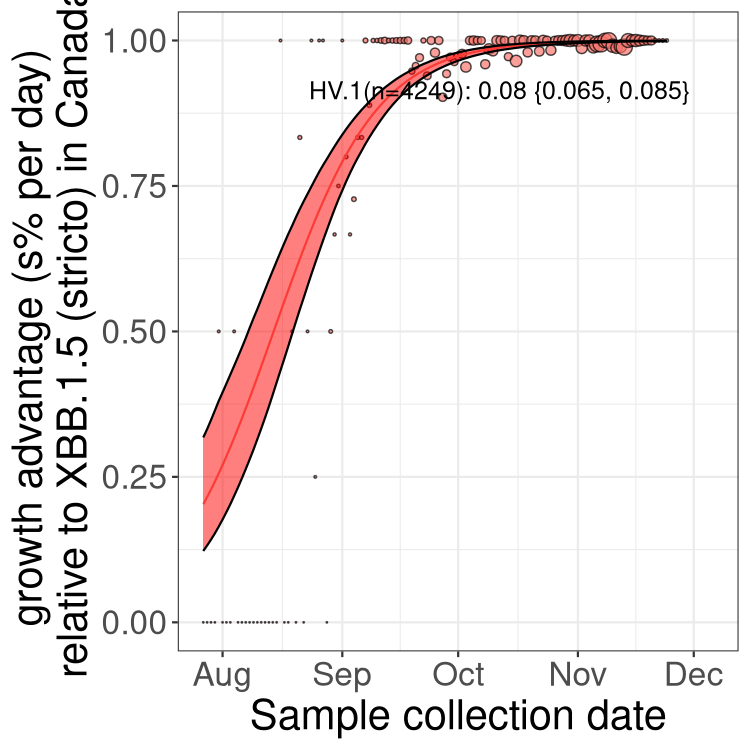 growth advantage (s% per day)
relative to XBB.1.5 (stricto) in Canada
1.00
0.75
0.50
0.25
0.00
HV.1(n=4249): 0.08 {0.065, 0.085}
Aug Sep Oct Nov Dec
Sample collection date